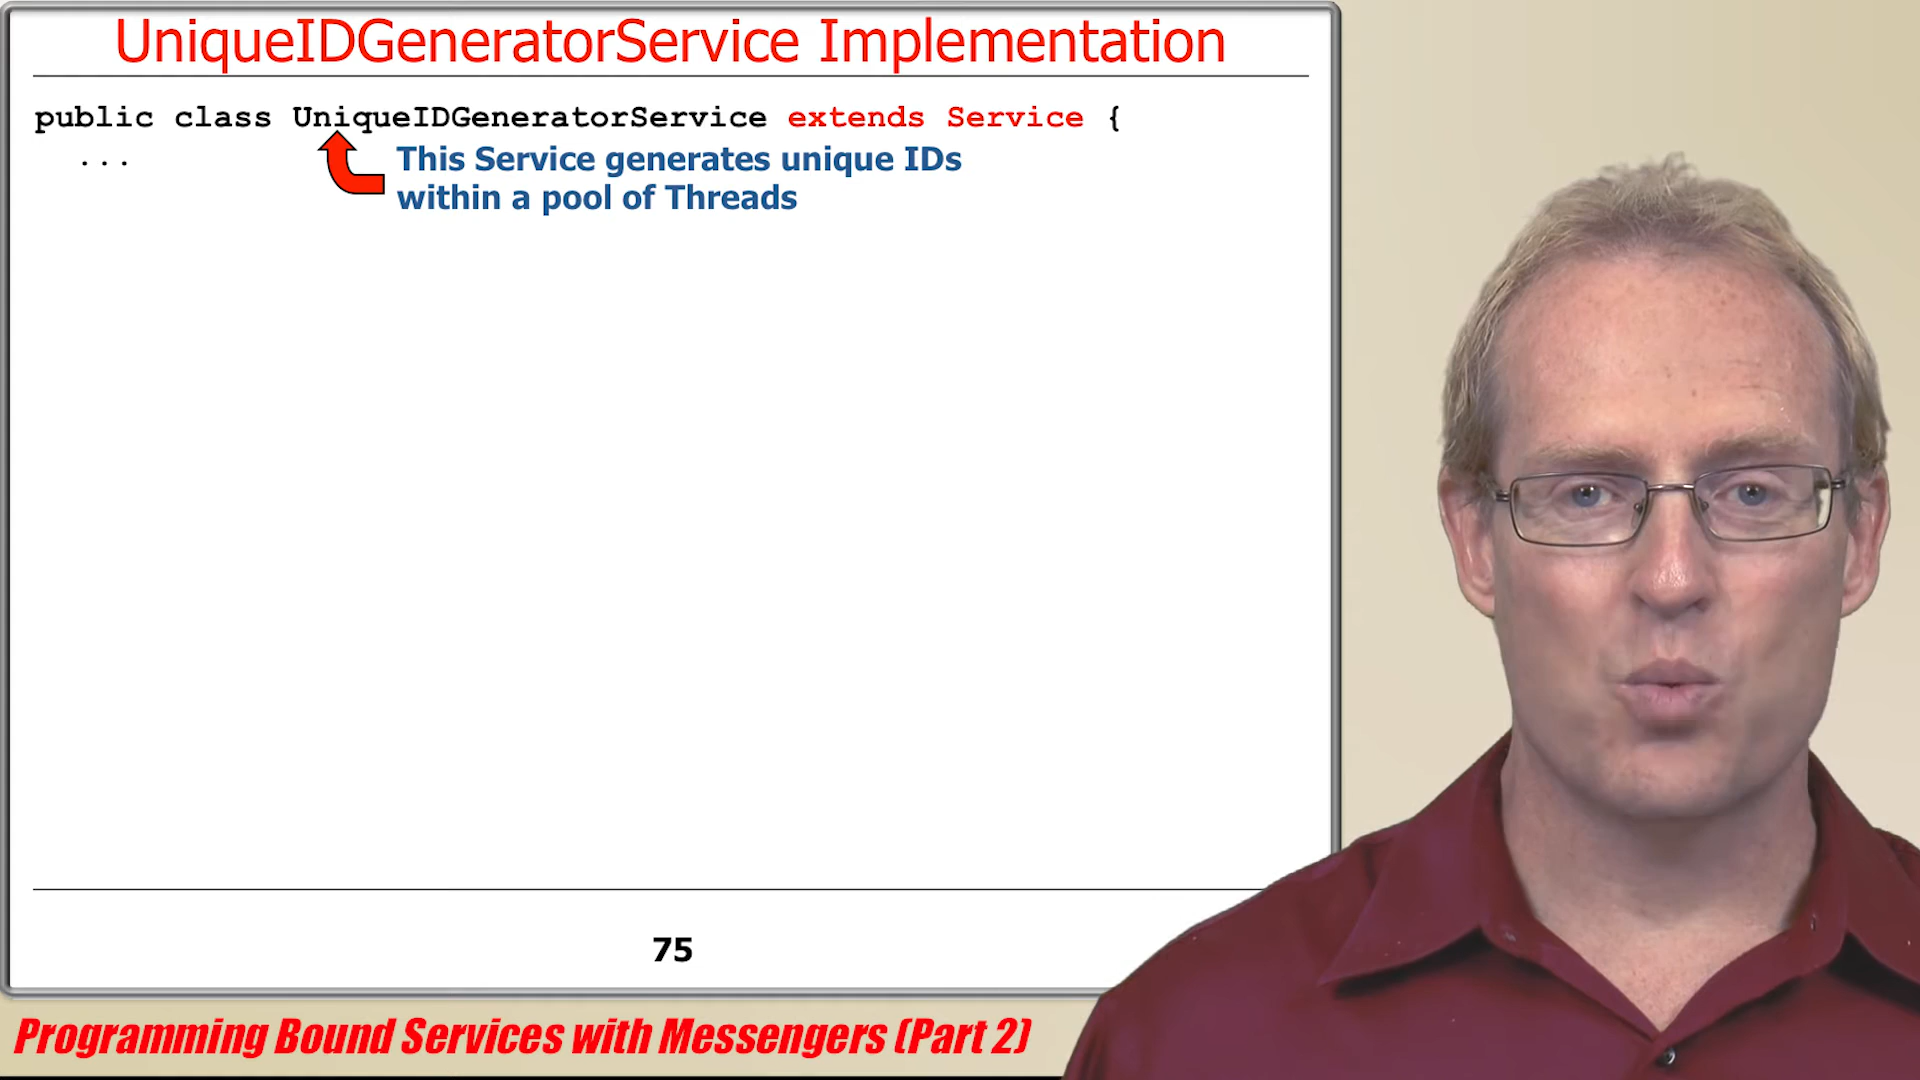 UniqueIDGeneratorService Implementation
public class UniqueIDGeneratorService extends Service {
...
This Service generates unique IDs
within a pool of Threads
75
Programming Bound Services with Messengers (Part 2)